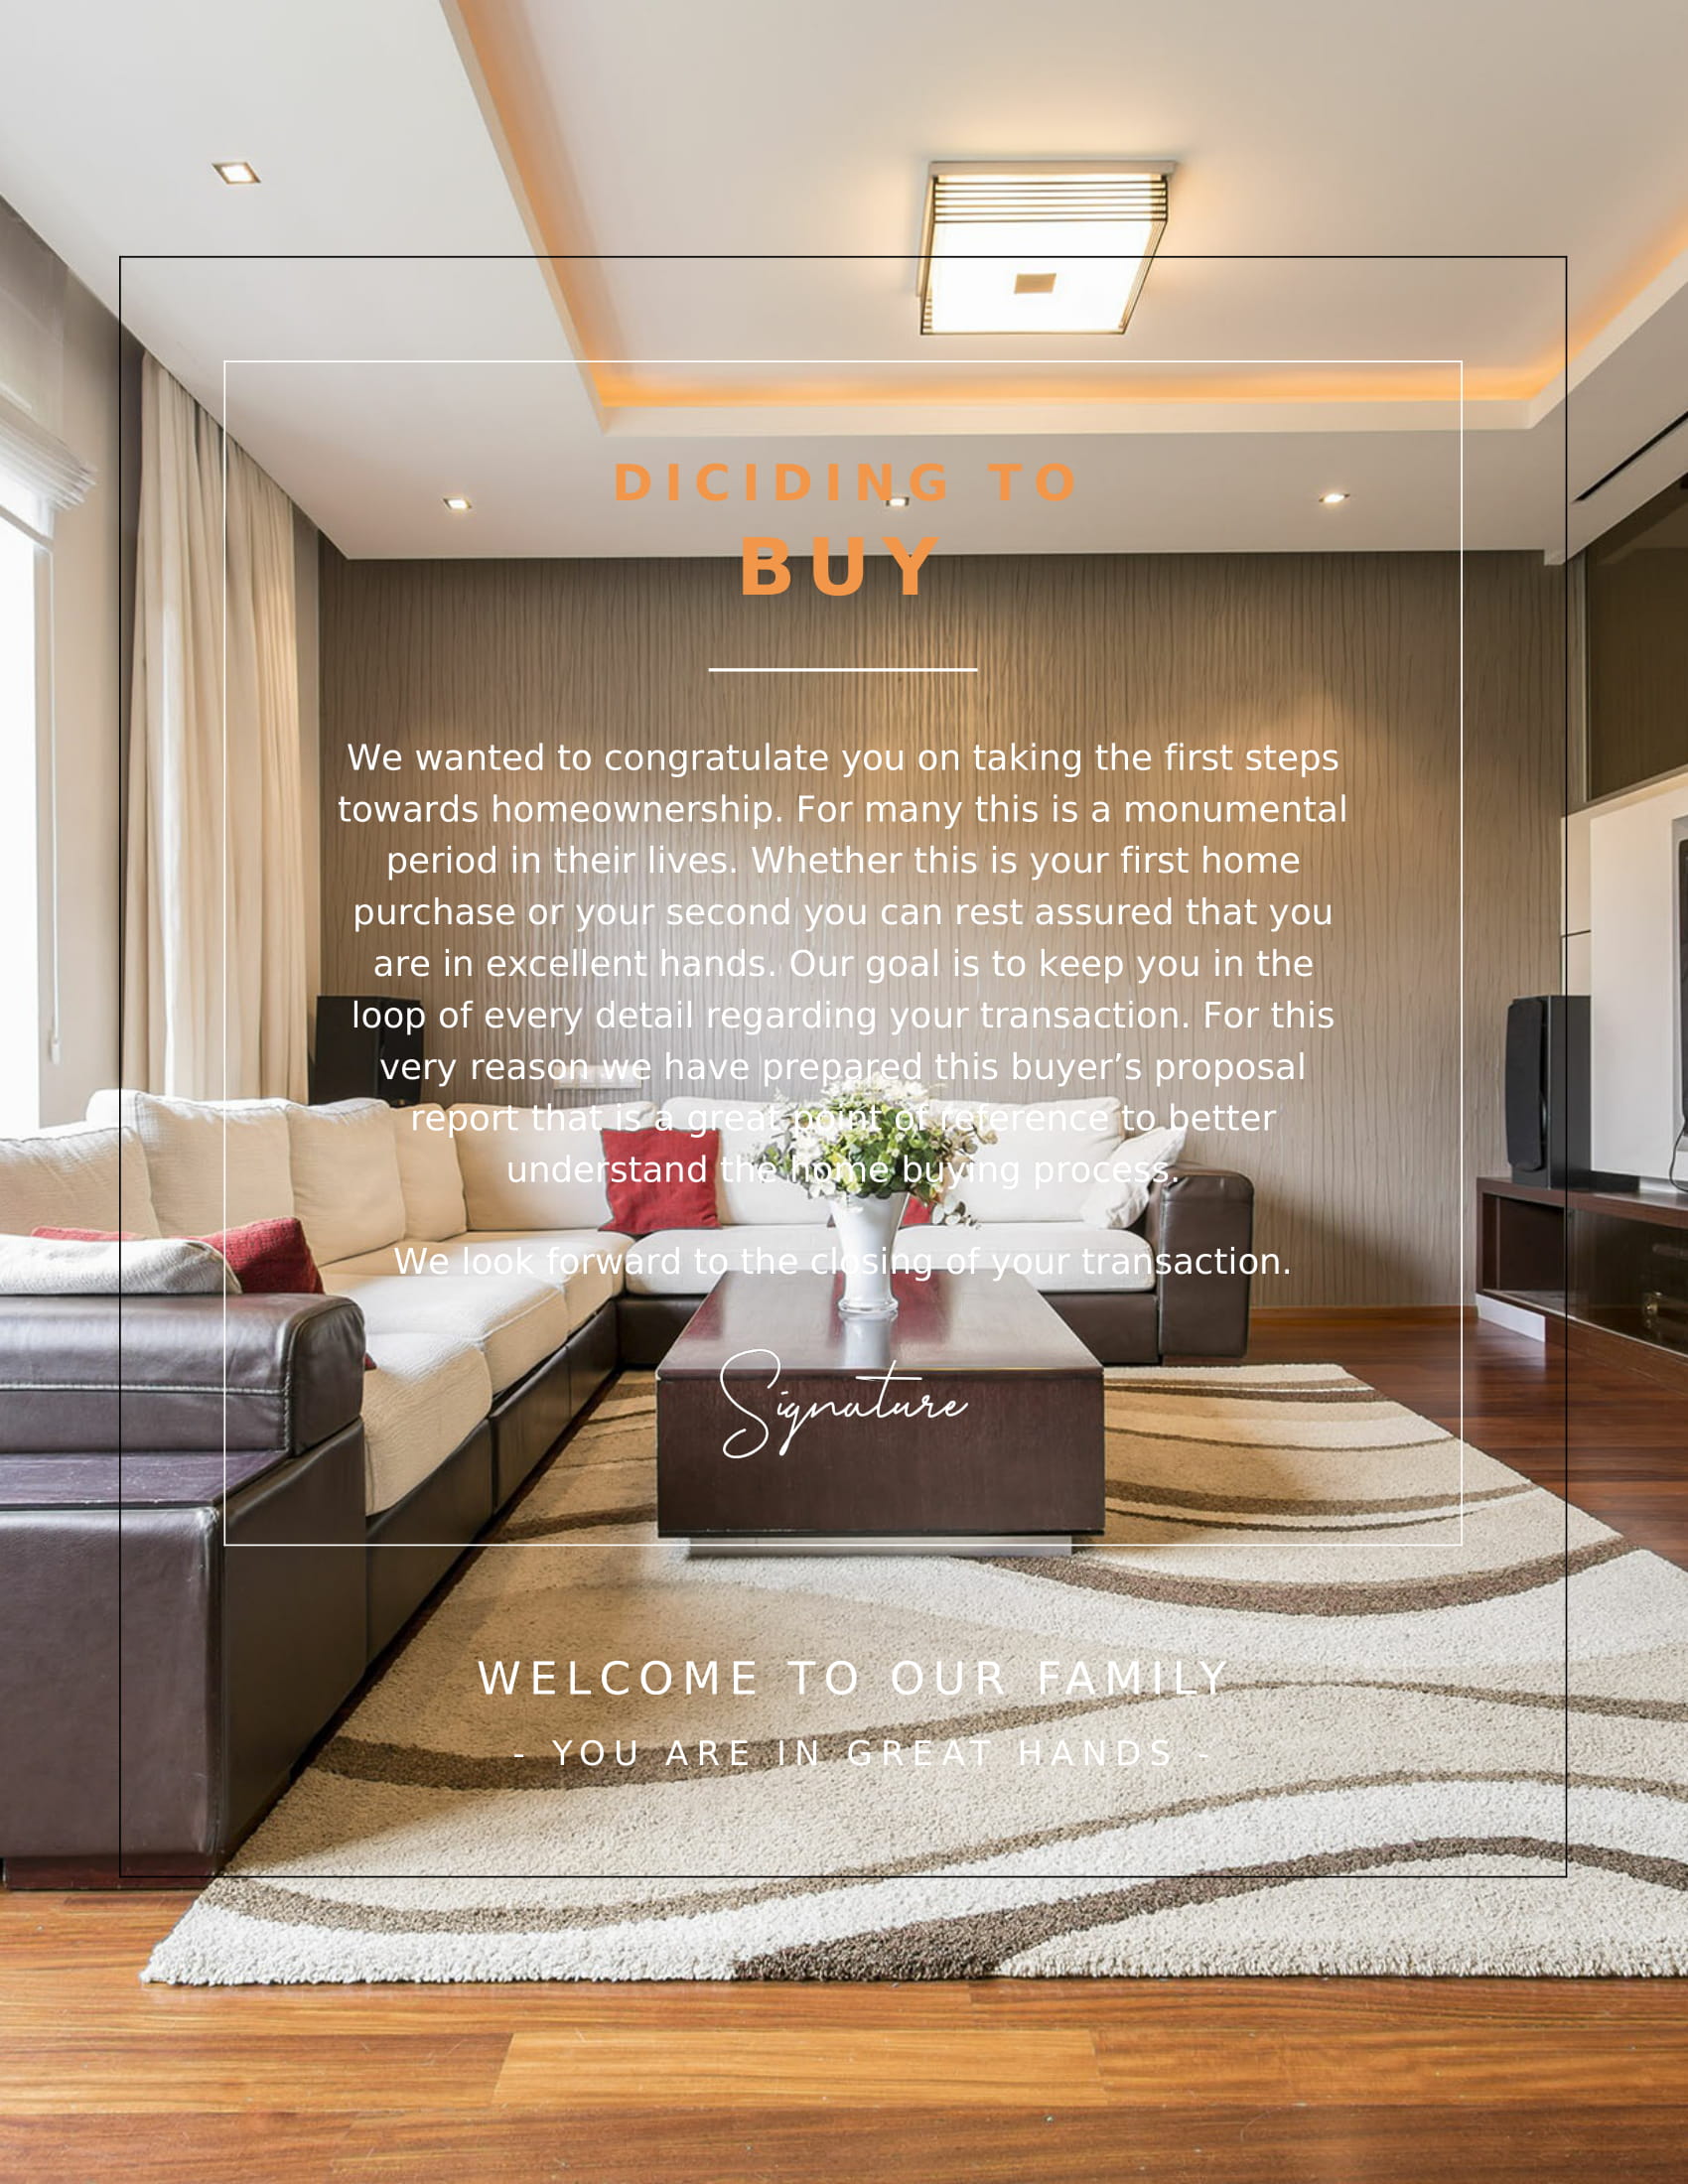 DICIDING TO
BUY
We wanted to congratulate you on taking the first steps
towards homeownership. For many this is a monumental
period in their lives. Whether this is your first home
purchase or your second you can rest assured that you
are in excellent hands. Our goal is to keep you in the
loop of every detail regarding your transaction. For this
very reason we have prepared this buyer’s proposal
report that is a great point of reference to better
understand the home buying process.
We look forward to the closing of your transaction.
Signature
WELCOME TO OUR FAMILY
- YOU ARE IN GREAT HANDS -